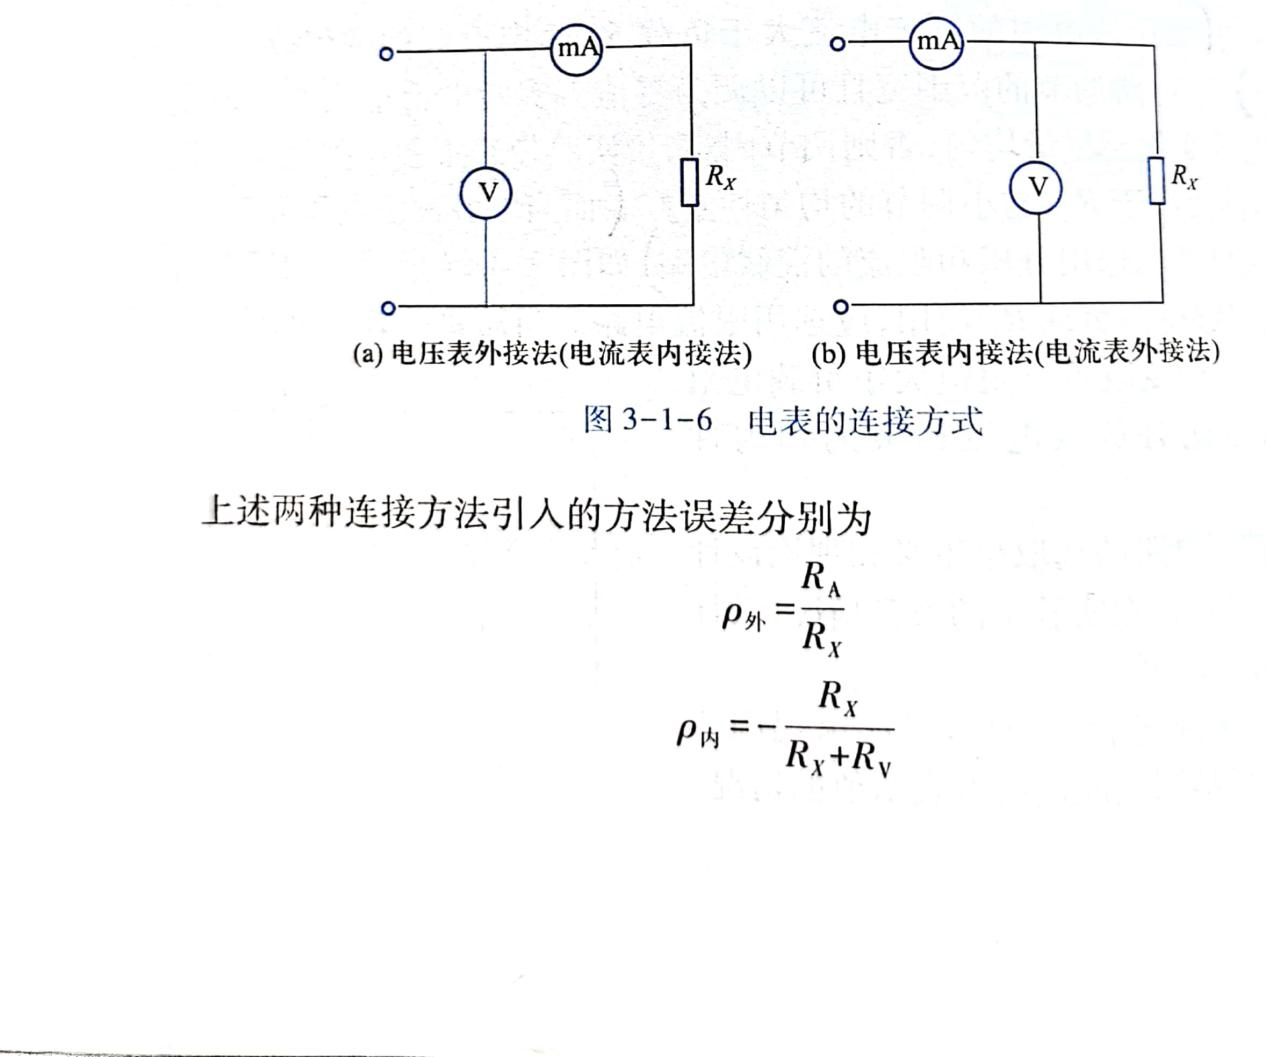 mA
V
R_X
mA
V
R_X
(a) 电压表外接法(电流表内接法)
(b) 电压表内接法(电流表外接法)
图 3-1-6 电表的连接方式
上述两种连接方法引入的方法误差分别为
ρ_外 = R_A / R_X
ρ_内 = - R_X / (R_X+R_V)